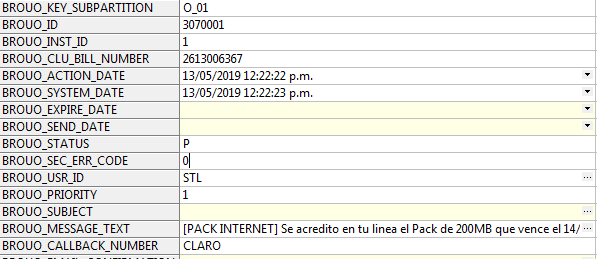 BROUO_KEY_SUBPARTITION O_01
BROUO_ID 3070001
BROUO_INST_ID 1
BROUO_CLU_BILL_NUMBER 2613006367
BROUO_ACTION_DATE 13/05/2019 12:22:22 p.m.
BROUO_SYSTEM_DATE 13/05/2019 12:22:23 p.m.
BROUO_EXPIRE_DATE
BROUO_SEND_DATE
BROUO_STATUS P
BROUO_SEC_ERR_CODE 0
BROUO_USR_ID STL
BROUO_PRIORITY 1
BROUO_SUBJECT
BROUO_MESSAGE_TEXT [PACK INTERNET] Se acredito en tu linea el Pack de 200MB que vence el 14/
BROUO_CALLBACK_NUMBER CLARO